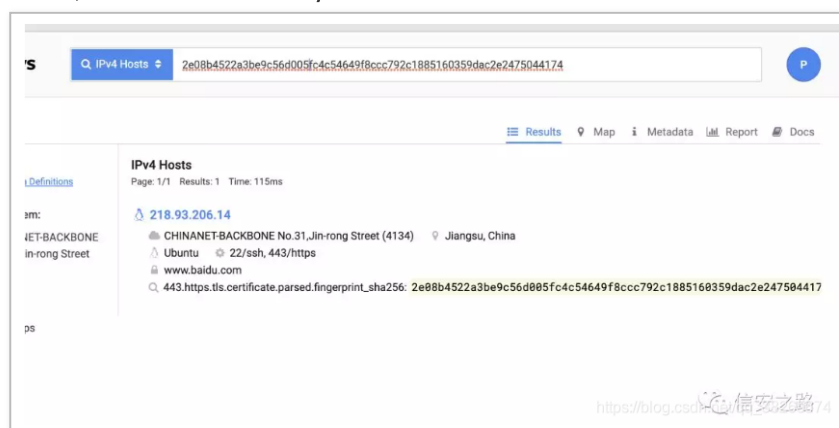 IPv4 Hosts
2e08b4522a3be9c56d005fc4c54649f8ccc792c1885160359dac2e2475044174
P
Results Map Metadata Report Docs
IPv4 Hosts
Page: 1/1 Results: 1 Time: 115ms
Definitions
218.93.206.14
em:
CHINANET-BACKBONE No.31,Jin-rong Street (4134) Jiangsu, China
NET-BACKBONE
Ubuntu 22/ssh, 443/https
in-rong Street
www.baidu.com
443.https.tls.certificate.parsed.fingerprint_sha256: 2e08b4522a3be9c56d005fc4c54649f8ccc792c1885160359dac2e247504417
ps
信安之路